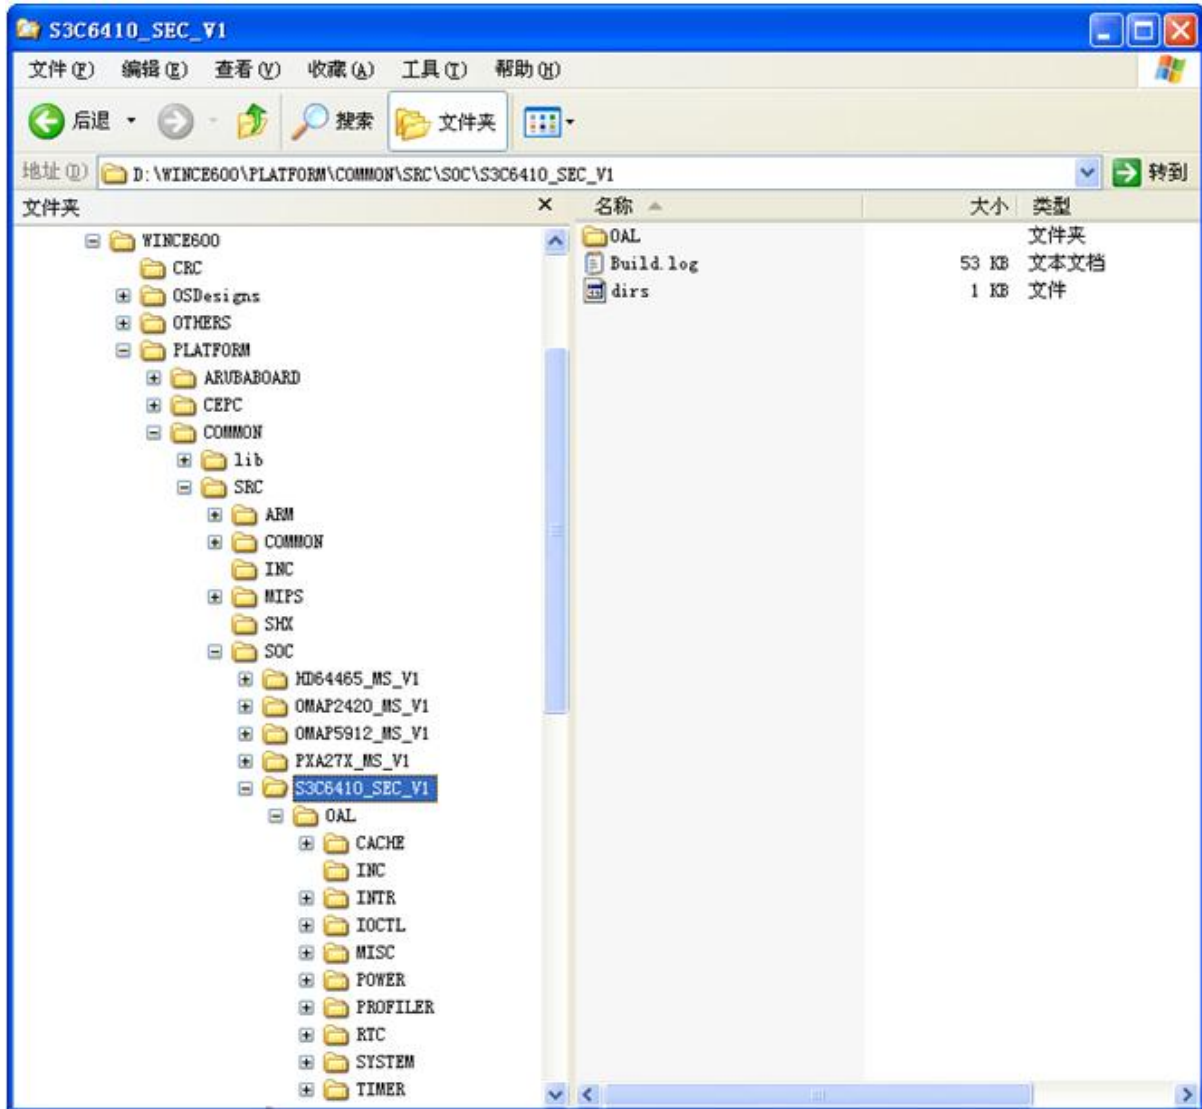 S3C6410_SEC_V1
文件(F) 编辑(E) 查看(V) 收藏(A) 工具(T) 帮助(H)
后退 搜索 文件夹
地址(D) D:\WINCE600\PLATFORM\COMMON\SRC\SOC\S3C6410_SEC_V1 转到
文件夹 名称 大小 类型
WINCE600
CRC
OSDesigns
OTHERS
PLATFORM
ARUBABOARD
CEPC
COMMON
lib
SRC
ARM
COMMON
INC
MIPS
SHX
SOC
HD64465_MS_V1
OMAP2420_MS_V1
OMAP5912_MS_V1
PXA27X_MS_V1
S3C6410_SEC_V1
OAL
CACHE
INC
INTR
IOCTL
MISC
POWER
PROFILER
RTC
SYSTEM
TIMER
OAL 文件夹
Build.log 53 KB 文本文档
dirs 1 KB 文件